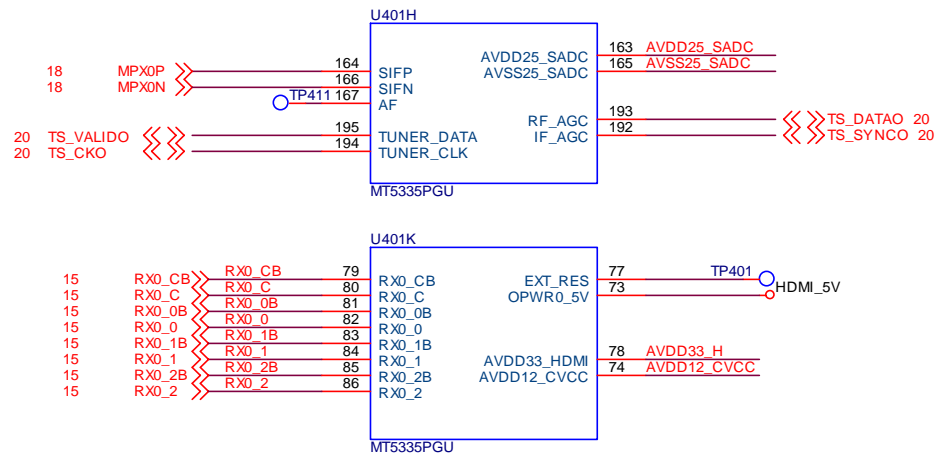 U401H
18 MPX0P 164 SIFP AVDD25_SADC 163 AVDD25_SADC
18 MPX0N 166 SIFN AVSS25_SADC 165 AVSS25_SADC
TP411 167 AF
RF_AGC 193 TS_DATAO 20
20 TS_VALIDO 195 TUNER_DATA IF_AGC 192 TS_SYNCO 20
20 TS_CKO 194 TUNER_CLK
MT5335PGU
U401K
15 RX0_CB RX0_CB 79 RX0_CB EXT_RES 77 TP401
15 RX0_C RX0_C 80 RX0_C OPWR0_5V 73 HDMI_5V
15 RX0_0B RX0_0B 81 RX0_0B
15 RX0_0 RX0_0 82 RX0_0
15 RX0_1B RX0_1B 83 RX0_1B
15 RX0_1 RX0_1 84 RX0_1 AVDD33_HDMI 78 AVDD33_H
15 RX0_2B RX0_2B 85 RX0_2B AVDD12_CVCC 74 AVDD12_CVCC
15 RX0_2 RX0_2 86 RX0_2
MT5335PGU